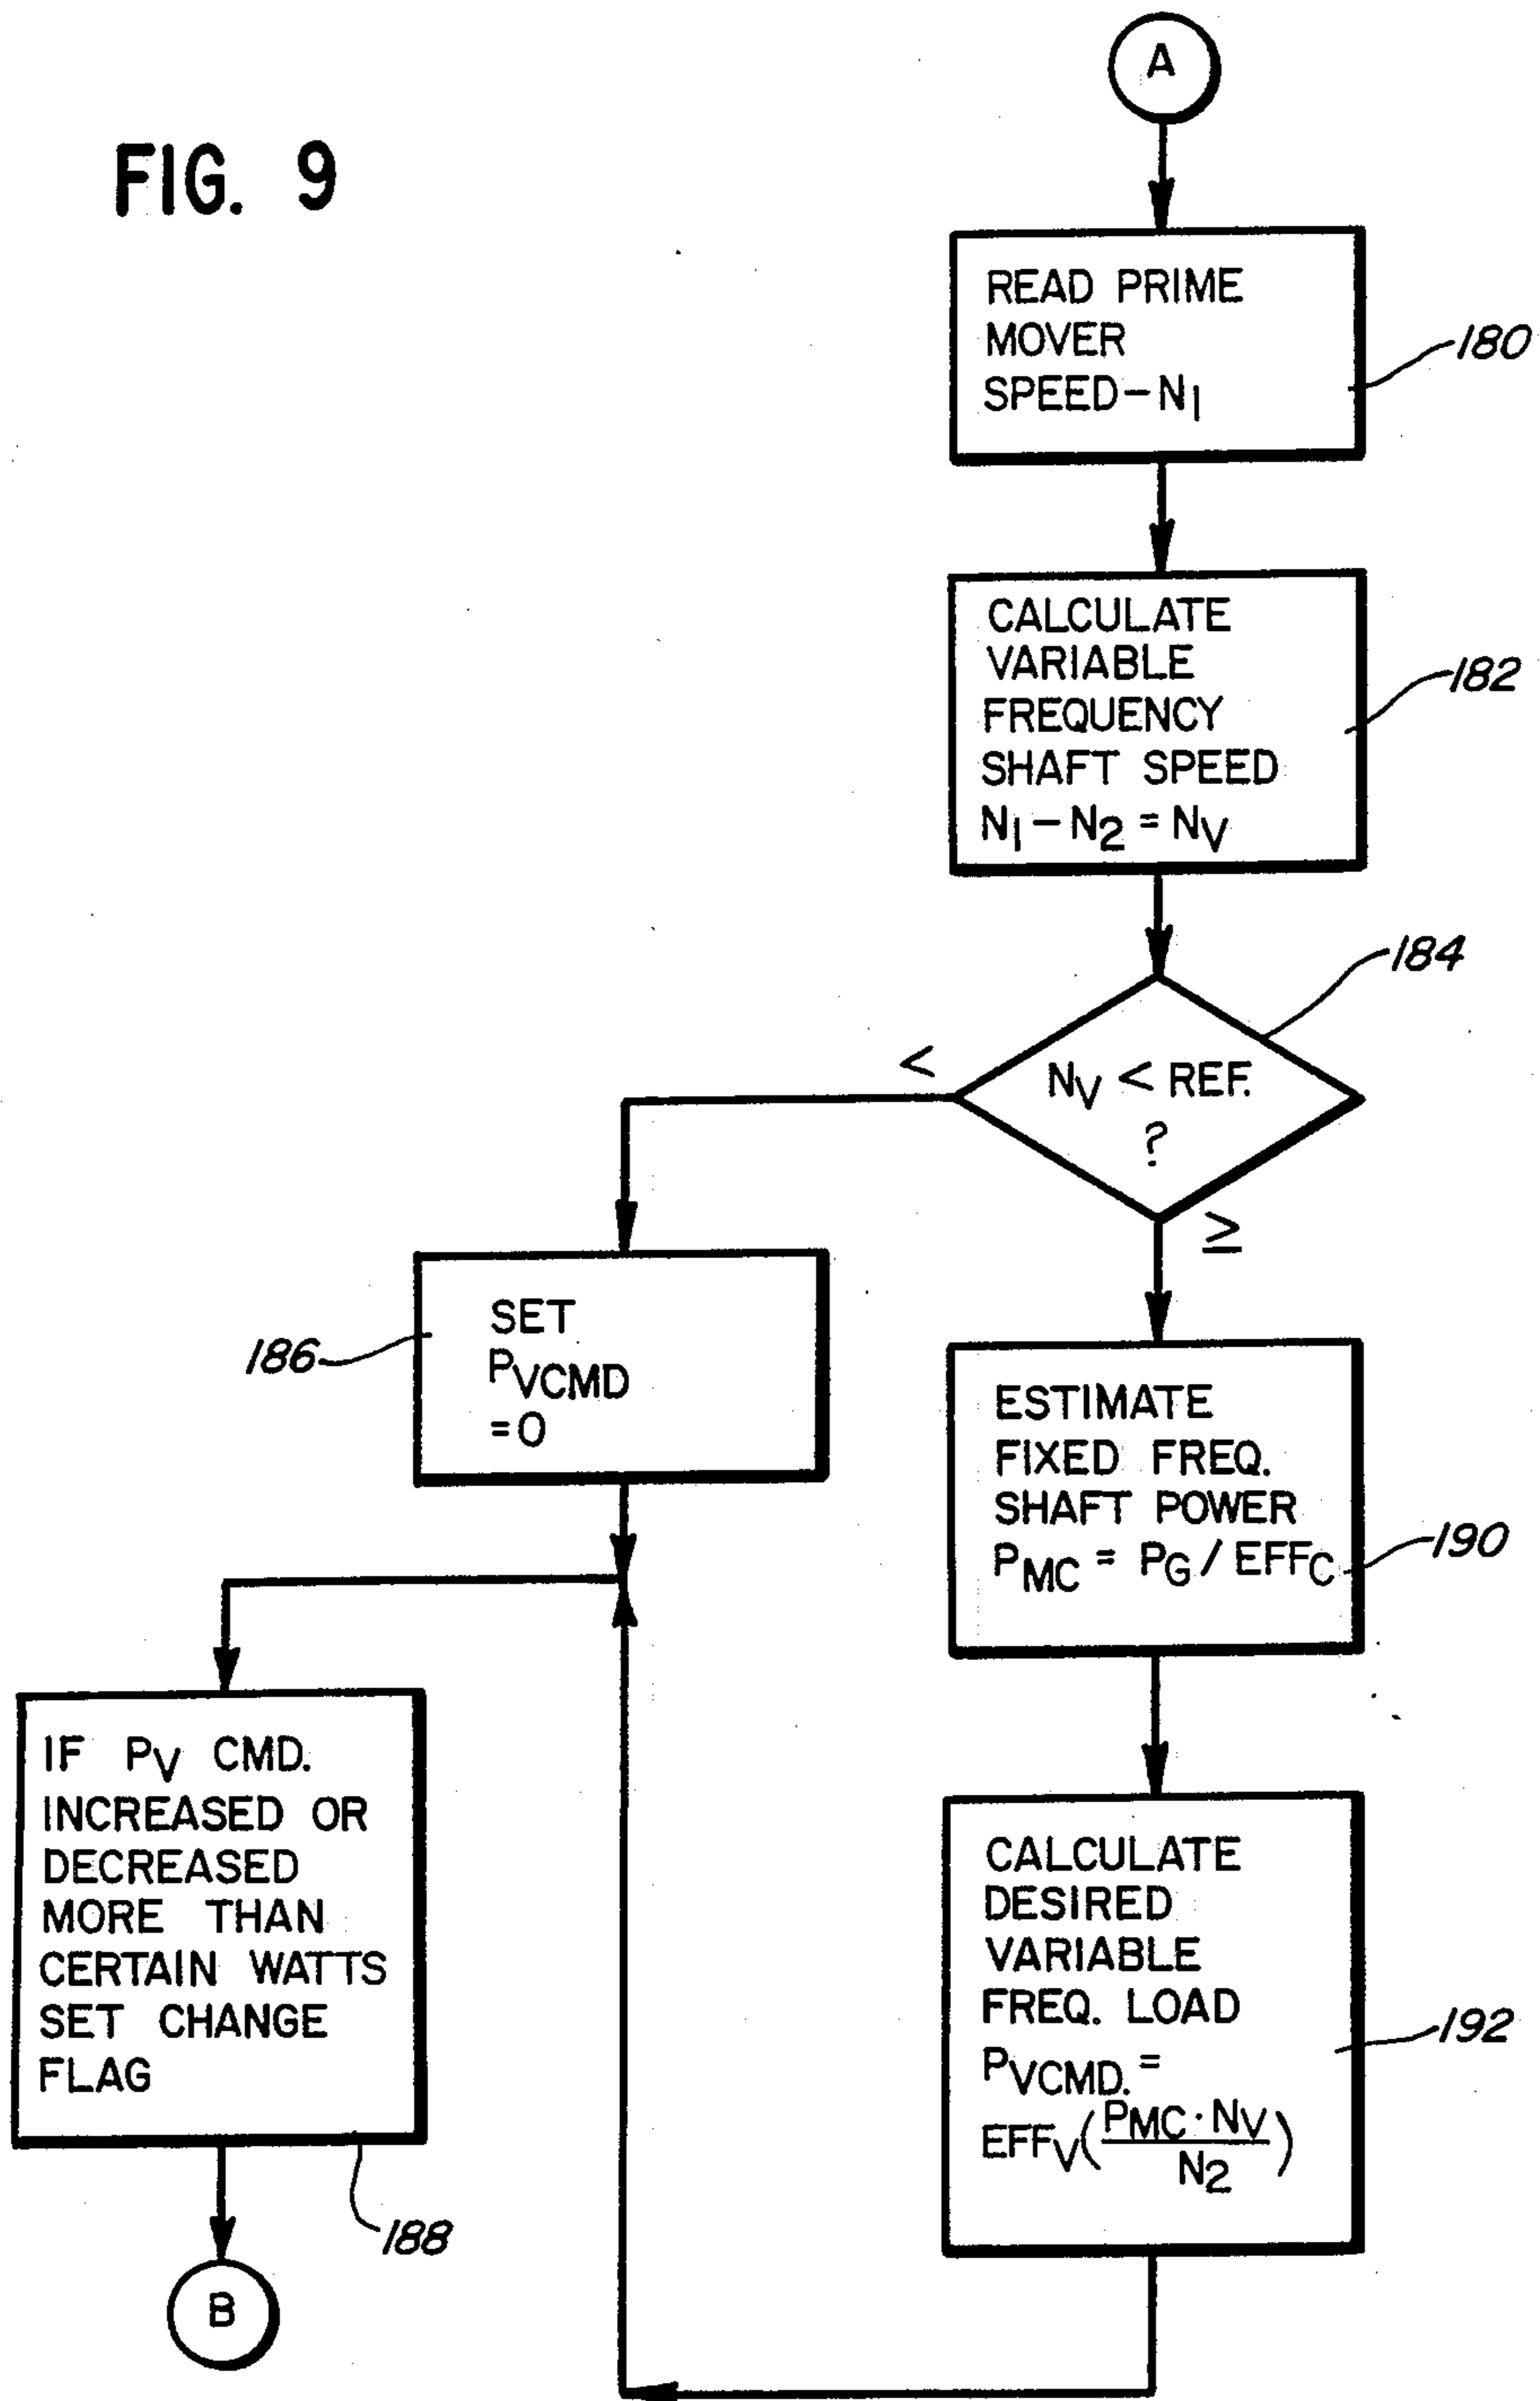 FIG. 9
A
READ PRIME
MOVER
SPEED-N1
180
CALCULATE
VARIABLE
FREQUENCY
SHAFT SPEED
N1-N2=NV
182
184
NV < REF.
?
<
≥
SET
PVCMD
=0
186
ESTIMATE
FIXED FREQ.
SHAFT POWER
PMC = PG / EFFC
190
IF PV CMD.
INCREASED OR
DECREASED
MORE THAN
CERTAIN WATTS
SET CHANGE
FLAG
188
CALCULATE
DESIRED
VARIABLE
FREQ. LOAD
PVCMD. =
EFFV(PMC · NV / N2)
192
B